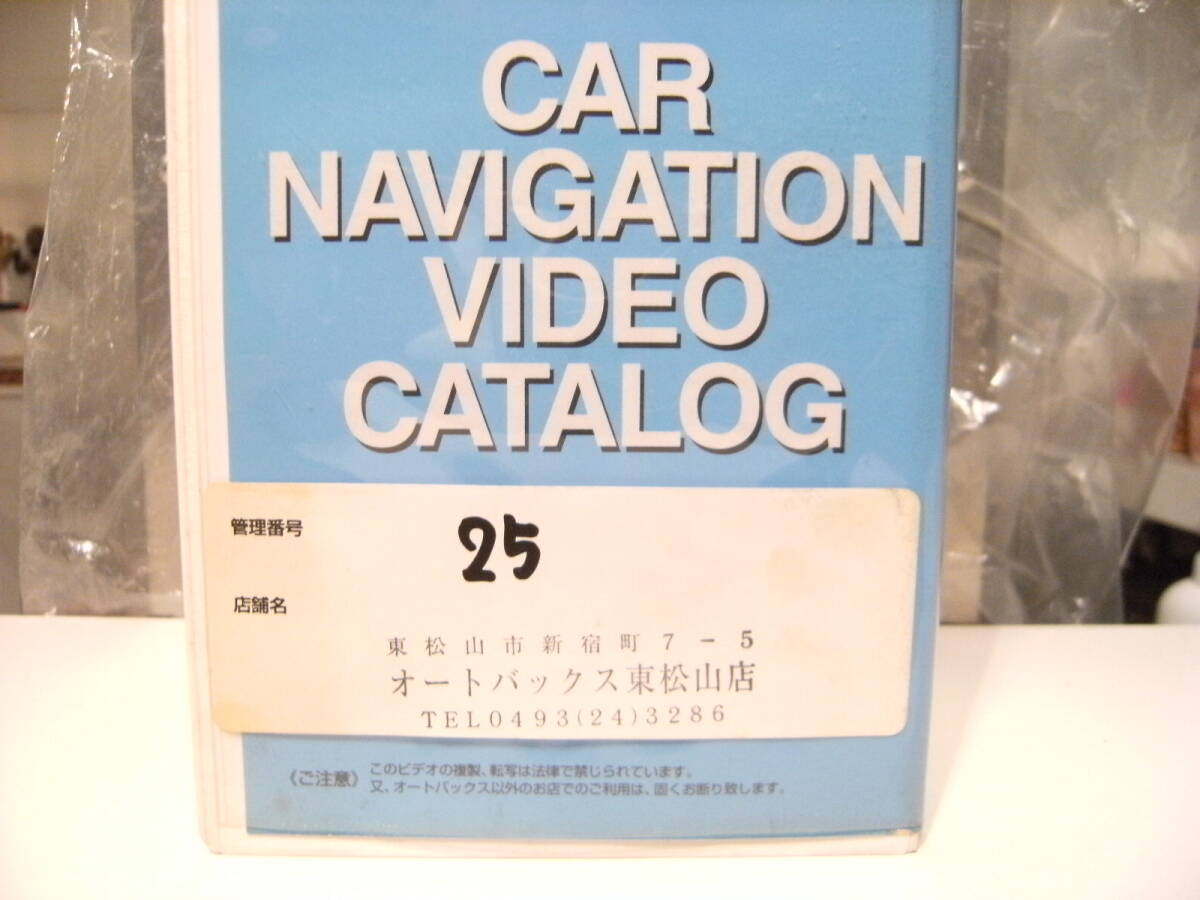 CAR
NAVIGATION
VIDEO
CATALOG
管理番号 25
店舗名
東松山市新宿町7-5
オートバックス東松山店
TEL0493(24)3286
《ご注意》 このビデオの複製、転写は法律で禁じられています。
又、オートバックス以外のお店でのご利用は、固くお断り致します。